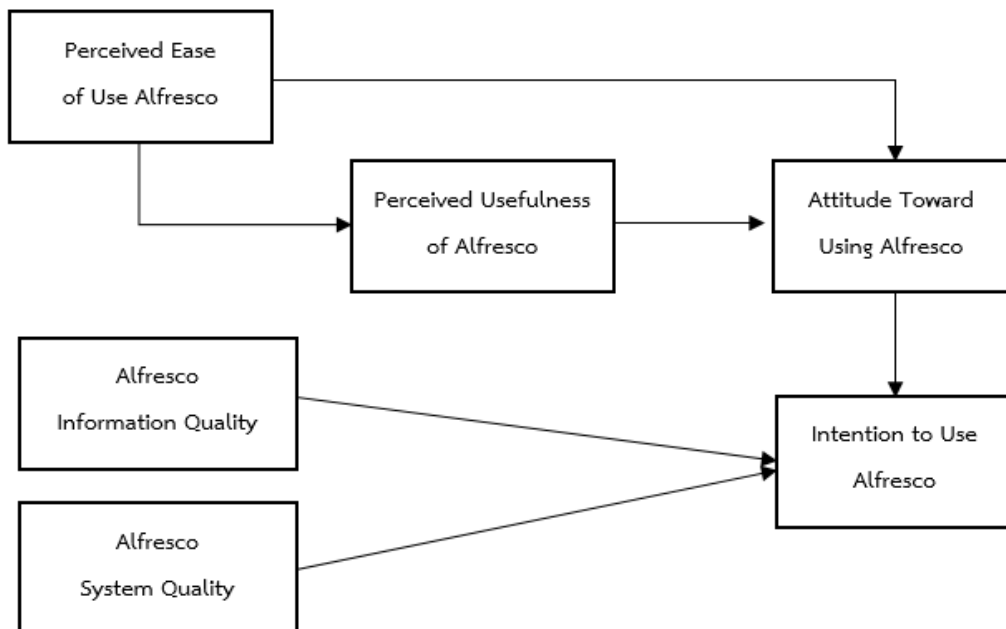 Perceived Ease
of Use Alfresco
Perceived Usefulness
of Alfresco
Attitude Toward
Using Alfresco
Alfresco
Information Quality
Intention to Use
Alfresco
Alfresco
System Quality